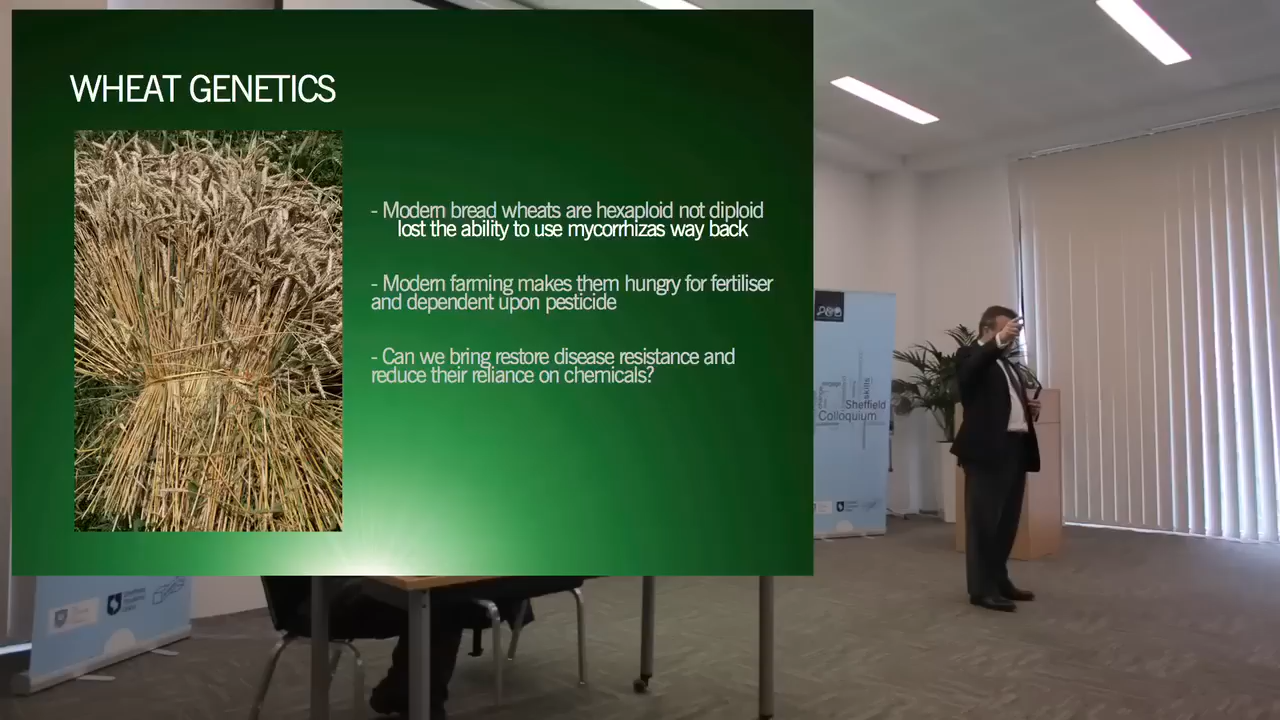 WHEAT GENETICS
- Modern bread wheats are hexaploid not diploid
lost the ability to use mycorrhizas way back
- Modern farming makes them hungry for fertiliser
and dependent upon pesticide
- Can we bring restore disease resistance and
reduce their reliance on chemicals?
skills
Sheffield
Colloquium